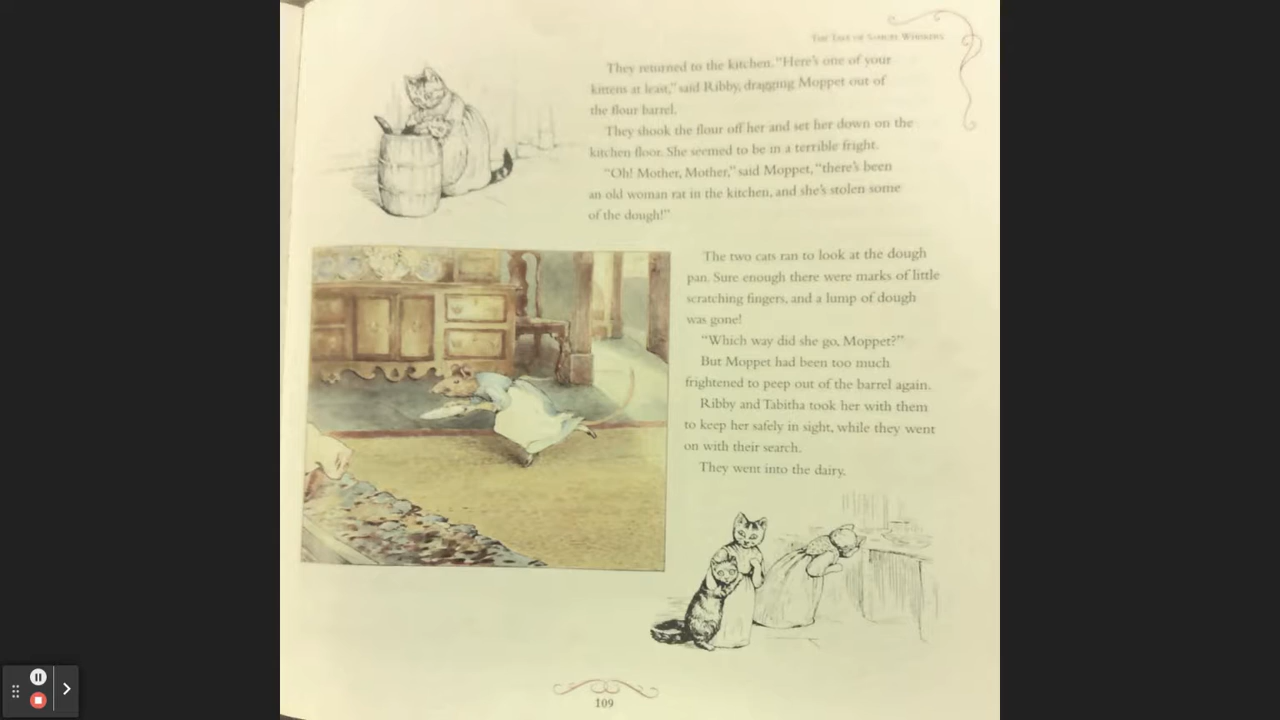 THE TALE OF SAMUEL WHISKERS
They returned to the kitchen. “Here’s one of your
kittens at least,” said Ribby, dragging Moppet out of
the flour barrel.
They shook the flour off her and set her down on the
kitchen floor. She seemed to be in a terrible fright.
“Oh! Mother, Mother,” said Moppet, “there’s been
an old woman rat in the kitchen, and she’s stolen some
of the dough!”
The two cats ran to look at the dough
pan. Sure enough there were marks of little
scratching fingers, and a lump of dough
was gone!
“Which way did she go, Moppet?”
But Moppet had been too much
frightened to peep out of the barrel again.
Ribby and Tabitha took her with them
to keep her safely in sight, while they went
on with their search.
They went into the dairy.
109